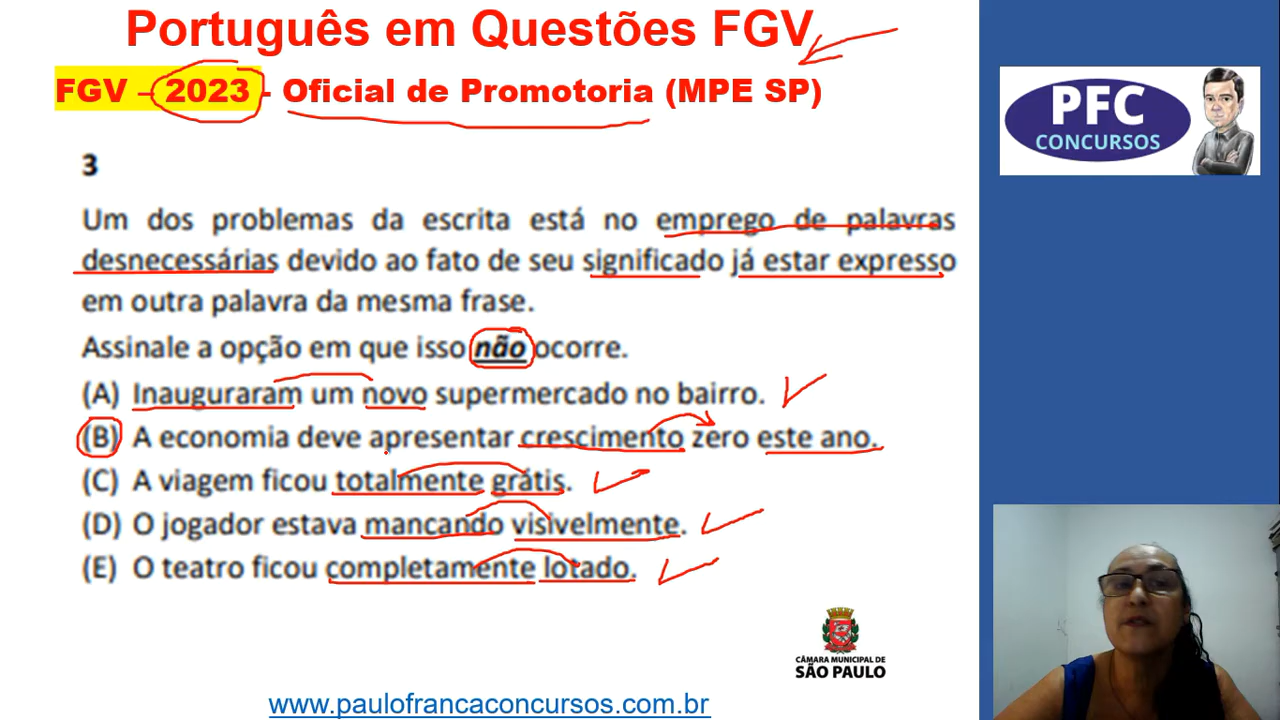 Português em Questões FGV
FGV – 2023 - Oficial de Promotoria (MPE SP)
PFC
CONCURSOS
3
Um dos problemas da escrita está no emprego de palavras
desnecessárias devido ao fato de seu significado já estar expresso
em outra palavra da mesma frase.
Assinale a opção em que isso não ocorre.
(A) Inauguraram um novo supermercado no bairro.
(B) A economia deve apresentar crescimento zero este ano.
(C) A viagem ficou totalmente grátis.
(D) O jogador estava mancando visivelmente.
(E) O teatro ficou completamente lotado.
CÂMARA MUNICIPAL DE
SÃO PAULO
www.paulofrancaconcursos.com.br